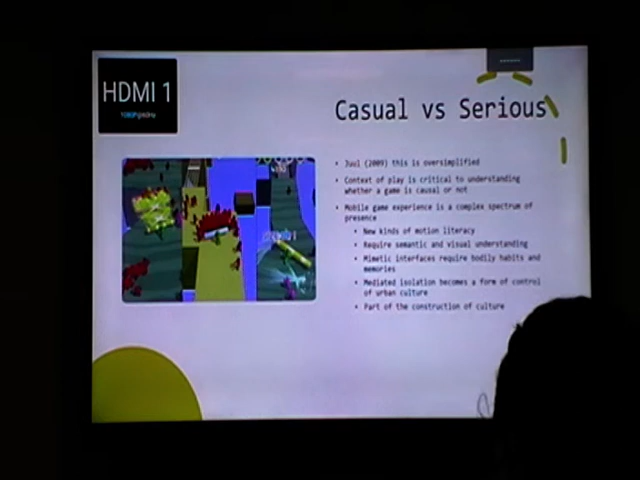 HDMI 1
1080P@60Hz
Casual vs Serious
• Juul (2009) this is oversimplified
• Context of play is critical to understanding
whether a game is causal or not
• Mobile game experience is a complex spectrum of
presence
• New kinds of motion literacy
• Require semantic and visual understanding
• Mimetic interfaces require bodily habits and
memories
• Mediated isolation becomes a form of control
of urban culture
• Part of the construction of culture